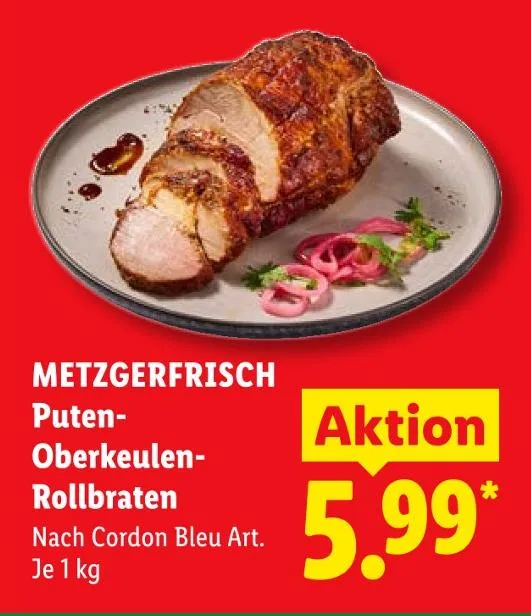 METZGERFRISCH
Puten-
Oberkeulen-
Rollbraten
Nach Cordon Bleu Art.
Je 1 kg
Aktion
5.99*